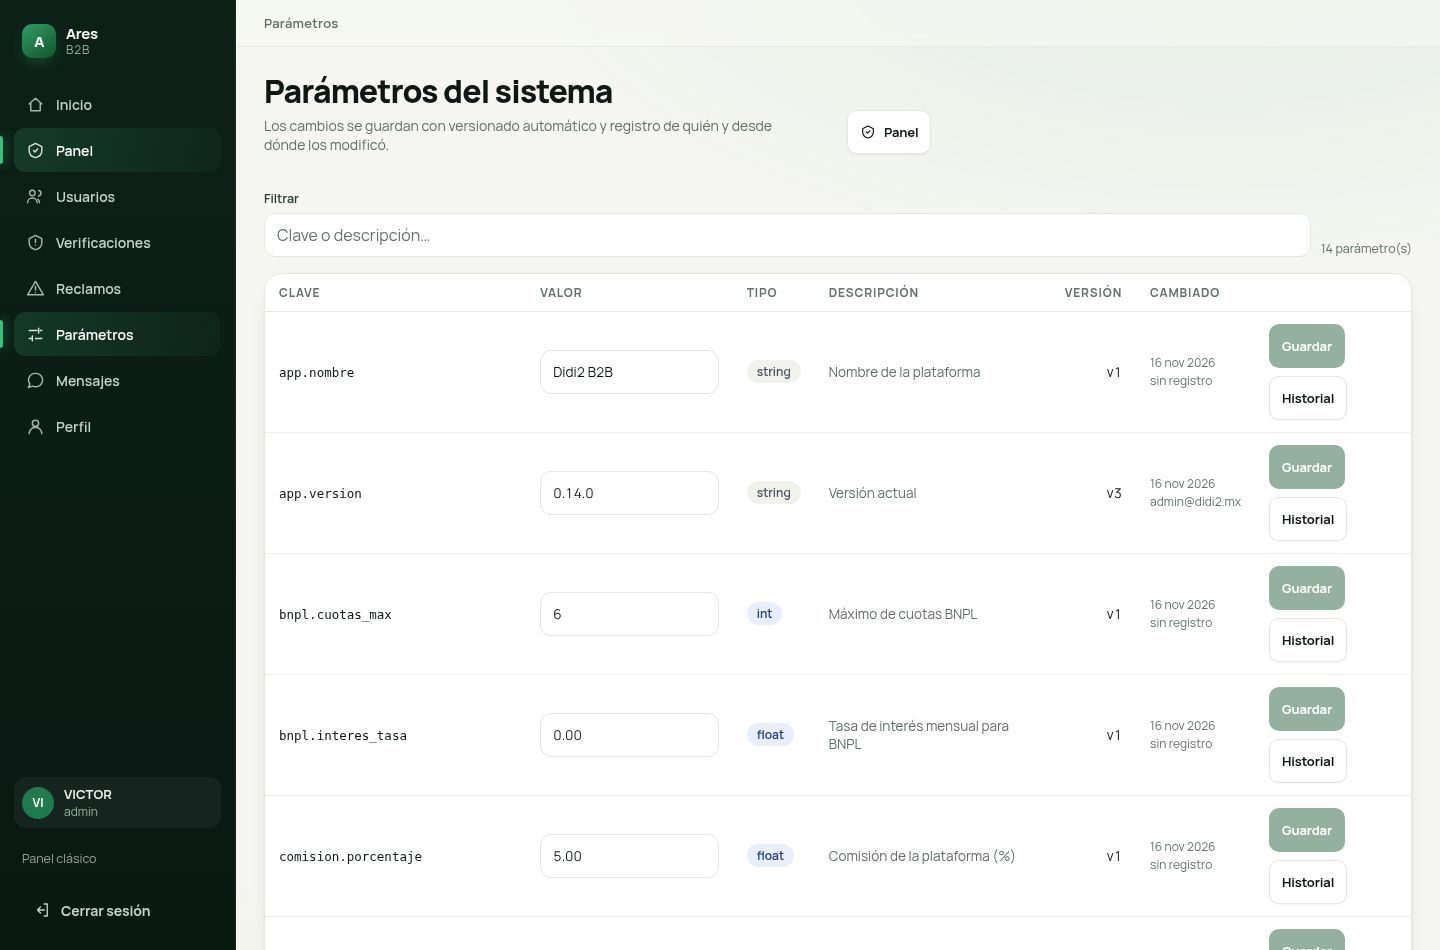 A
Ares
B2B
Inicio
Panel
Usuarios
Verificaciones
Reclamos
Parámetros
Mensajes
Perfil
VI
VICTOR
admin
Panel clásico
Cerrar sesión
Parámetros
Parámetros del sistema
Los cambios se guardan con versionado automático y registro de quién y desde
dónde los modificó.
Panel
Filtrar
Clave o descripción...
14 parámetro(s)
CLAVE VALOR TIPO DESCRIPCIÓN VERSIÓN CAMBIADO
app.nombre Didi2 B2B string Nombre de la plataforma v1 16 nov 2026
sin registro
Guardar
Historial
app.version 0.14.0 string Versión actual v3 16 nov 2026
admin@didi2.mx
Guardar
Historial
bnpl.cuotas_max 6 int Máximo de cuotas BNPL v1 16 nov 2026
sin registro
Guardar
Historial
bnpl.interes_tasa 0.00 float Tasa de interés mensual para
BNPL
v1 16 nov 2026
sin registro
Guardar
Historial
comision.porcentaje 5.00 float Comisión de la plataforma (%) v1 16 nov 2026
sin registro
Guardar
Historial
Guardar